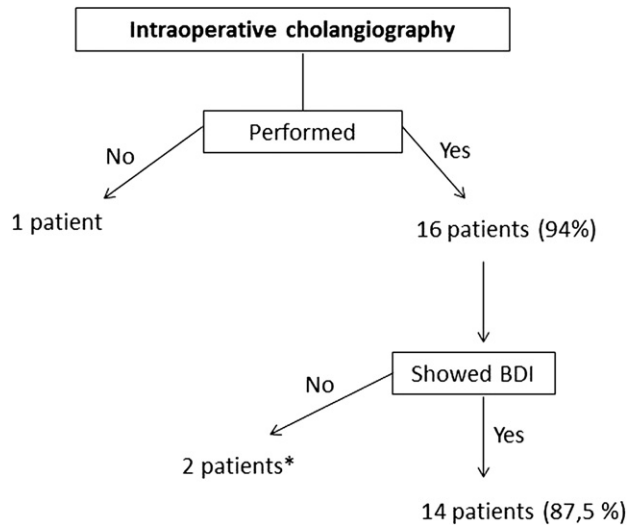 Intraoperative cholangiography
Performed
No
Yes
1 patient
16 patients (94%)
Showed BDI
No
Yes
2 patients*
14 patients (87,5 %)